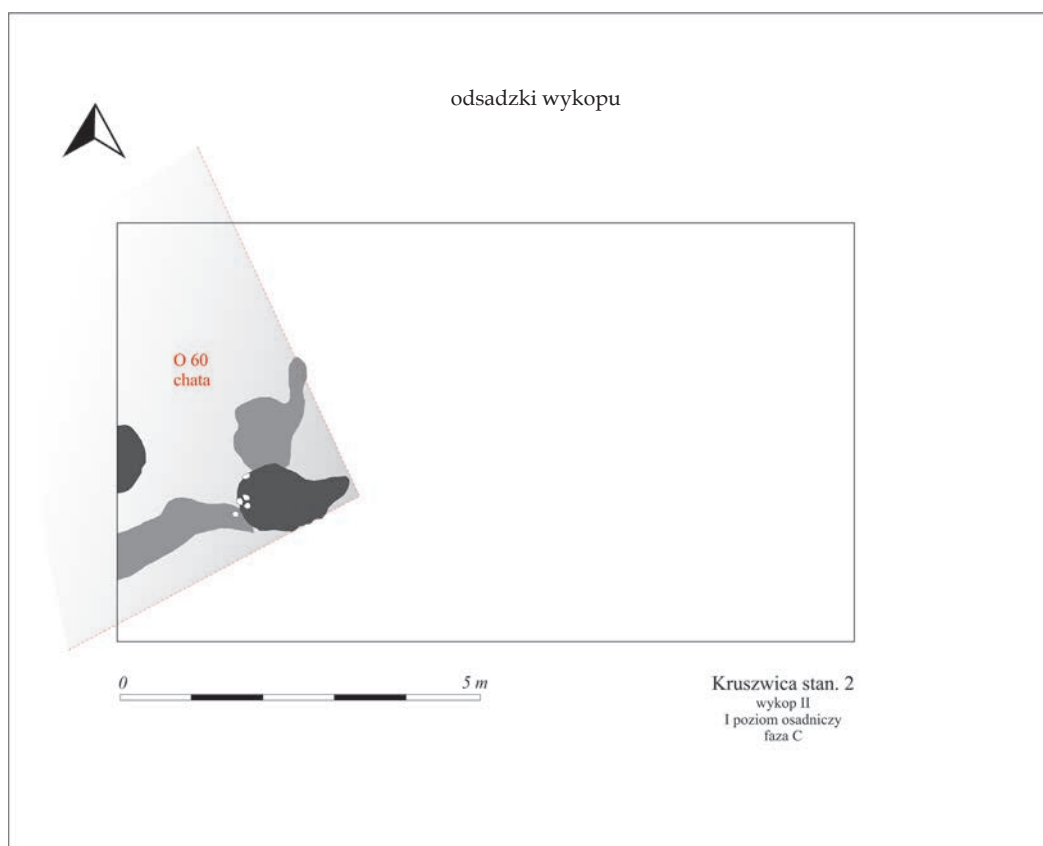 odsadzki wykopu
O 60
chata
0 5 m
Kruszwica stan. 2
wykop II
I poziom osadniczy
faza C